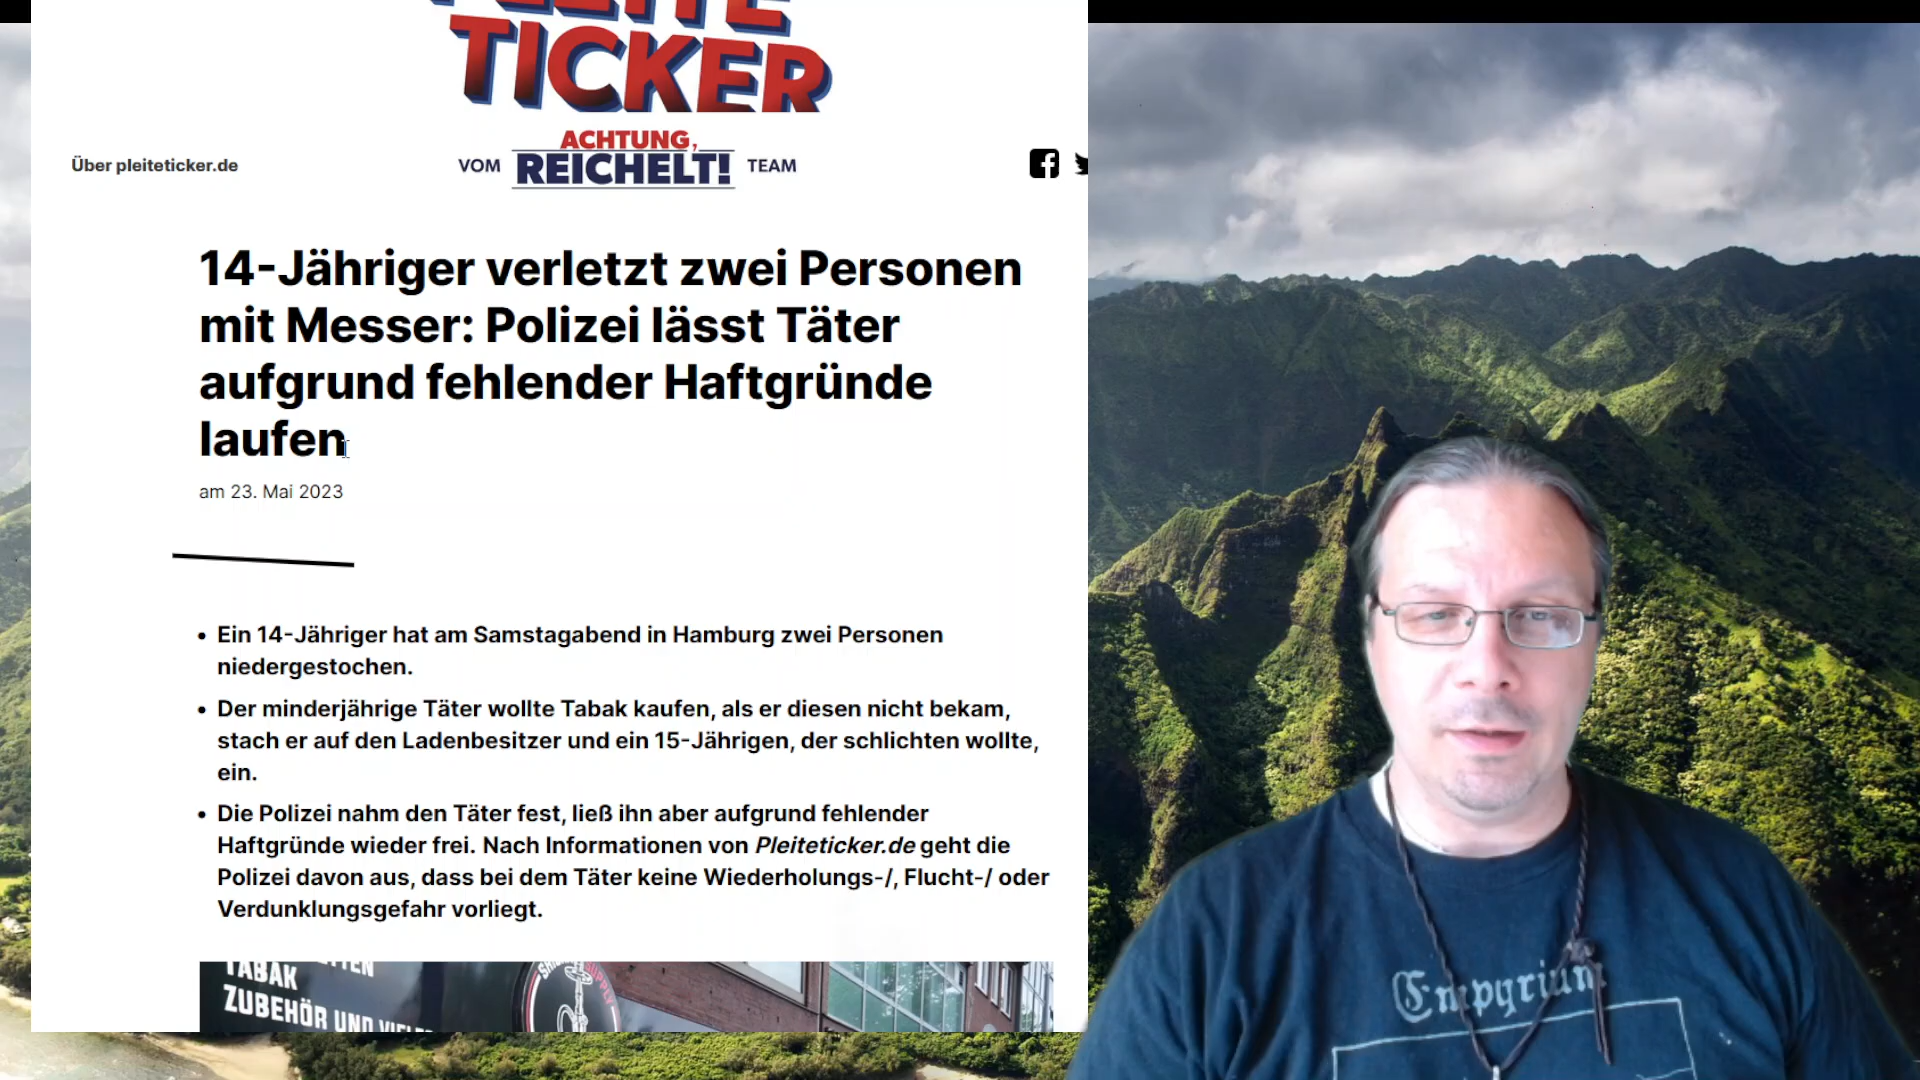 PLEITE
TICKER
Über pleiteticker.de
VOM ACHTUNG, REICHELT! TEAM
14-Jähriger verletzt zwei Personen
mit Messer: Polizei lässt Täter
aufgrund fehlender Haftgründe
laufen
am 23. Mai 2023
• Ein 14-Jähriger hat am Samstagabend in Hamburg zwei Personen
niedergestochen.
• Der minderjährige Täter wollte Tabak kaufen, als er diesen nicht bekam,
stach er auf den Ladenbesitzer und ein 15-Jährigen, der schlichten wollte,
ein.
• Die Polizei nahm den Täter fest, ließ ihn aber aufgrund fehlender
Haftgründe wieder frei. Nach Informationen von Pleiteticker.de geht die
Polizei davon aus, dass bei dem Täter keine Wiederholungs-/, Flucht-/ oder
Verdunklungsgefahr vorliegt.
TABAK
ZUBEHÖR UND
Empyrium